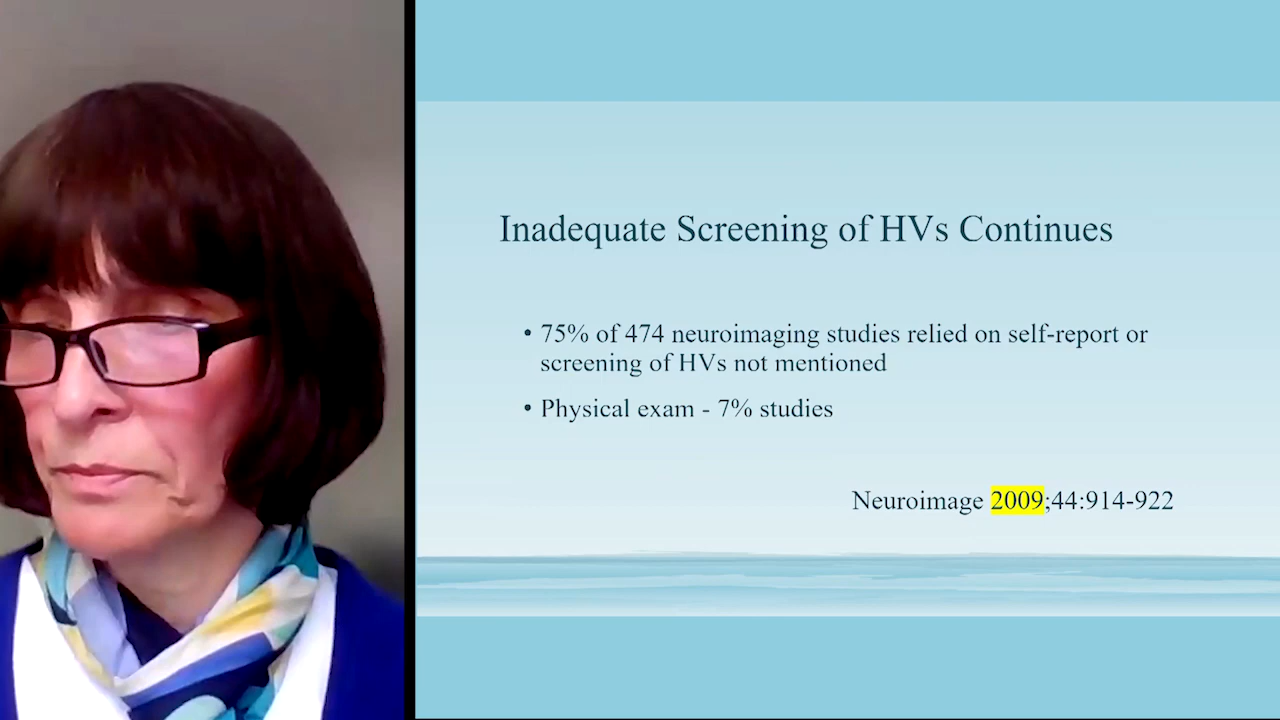 Inadequate Screening of HVs Continues
• 75% of 474 neuroimaging studies relied on self-report or
screening of HVs not mentioned
• Physical exam - 7% studies
Neuroimage 2009;44:914-922